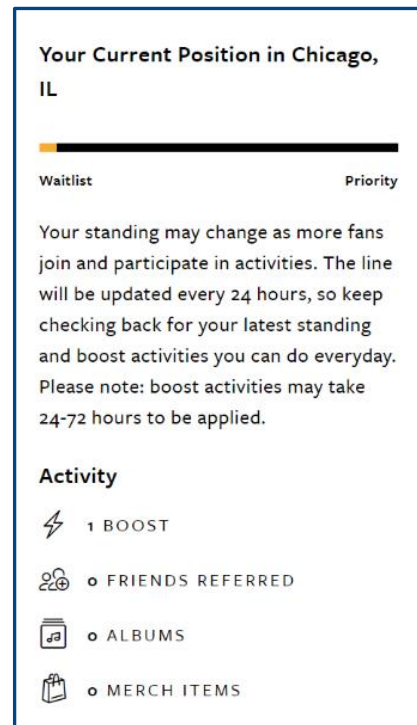 Your Current Position in Chicago,
IL
Waitlist Priority
Your standing may change as more fans
join and participate in activities. The line
will be updated every 24 hours, so keep
checking back for your latest standing
and boost activities you can do everyday.
Please note: boost activities may take
24-72 hours to be applied.
Activity
1 BOOST
0 FRIENDS REFERRED
0 ALBUMS
0 MERCH ITEMS